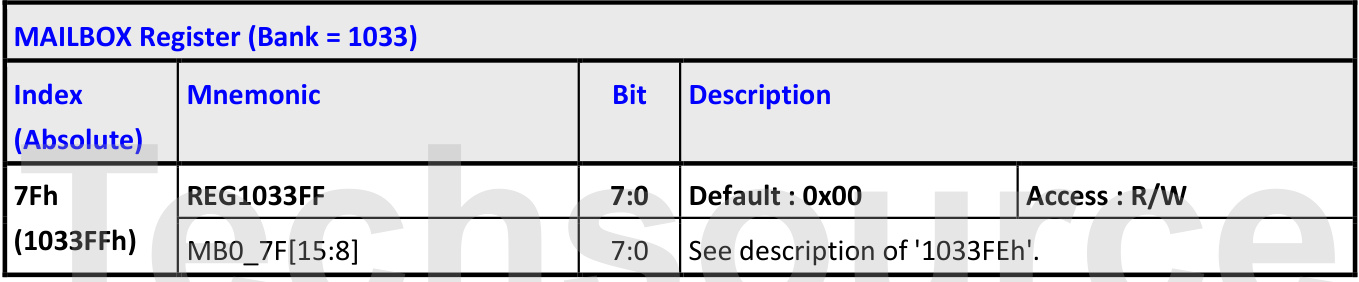 MAILBOX Register (Bank = 1033)
Index (Absolute) Mnemonic Bit Description
7Fh (1033FFh) REG1033FF 7:0 Default : 0x00 Access : R/W
MB0_7F[15:8] 7:0 See description of '1033FEh'.
Techsource